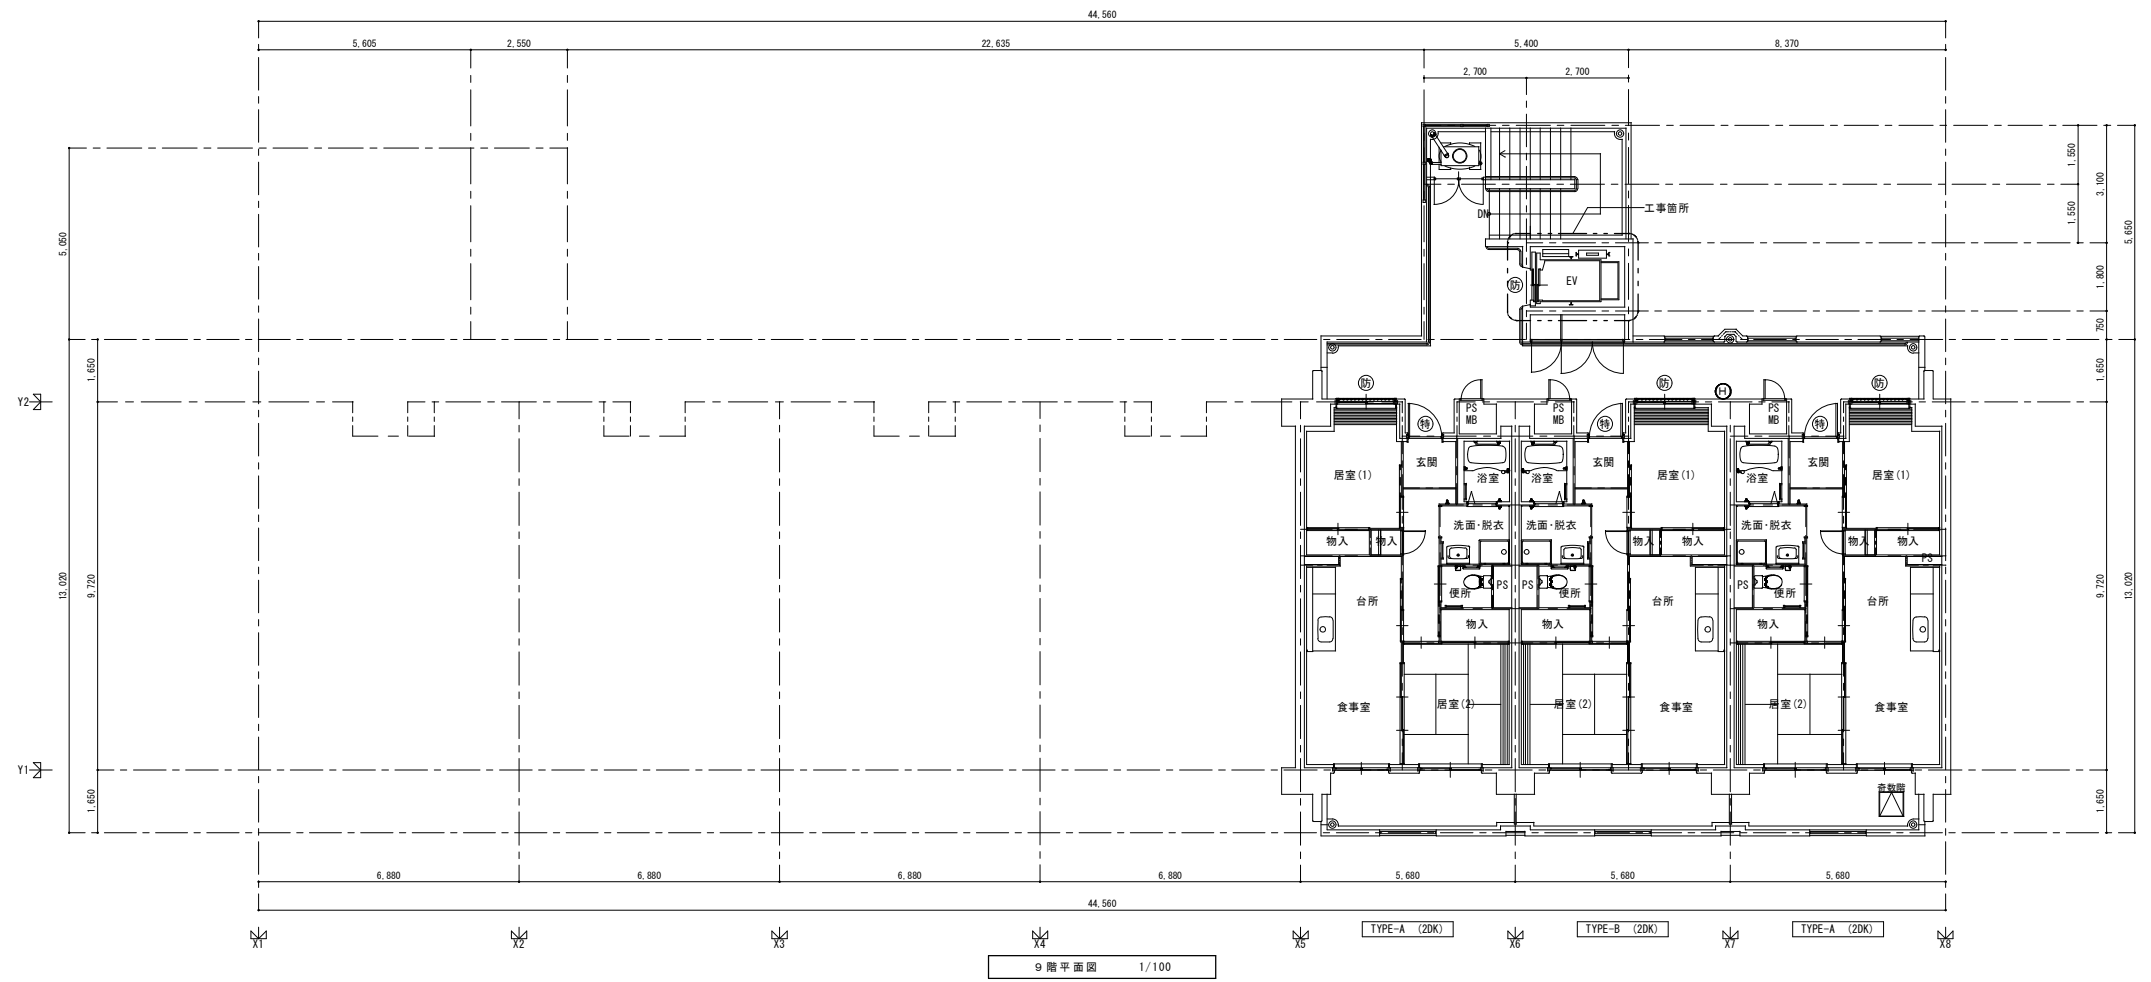 44,560
5,605
2,550
22,635
5,400
8,370
2,700
2,700
1,550
3,100
1,550
5,650
1,800
750
5,050
DN
工事箇所
EV
防
1,650
1,650
Y2
防
防
H
防
PS
MB
PS
MB
PS
MB
特
特
特
居室(1)
玄関
浴室
浴室
玄関
居室(1)
浴室
玄関
居室(1)
洗面・脱衣
洗面・脱衣
洗面・脱衣
物入
物入
物入
物入
物入
物入
PS
13,020
9,720
9,720
13,020
便所
PS
PS
便所
PS
便所
台所
台所
台所
物入
物入
物入
食事室
居室(2)
居室(2)
食事室
居室(2)
食事室
Y1
1,650
1,650
奇数階
6,880
6,880
6,880
6,880
5,680
5,680
5,680
44,560
TYPE-A (2DK)
TYPE-B (2DK)
TYPE-A (2DK)
X1
X2
X3
X4
X5
X6
X7
X8
9階平面図 1/100